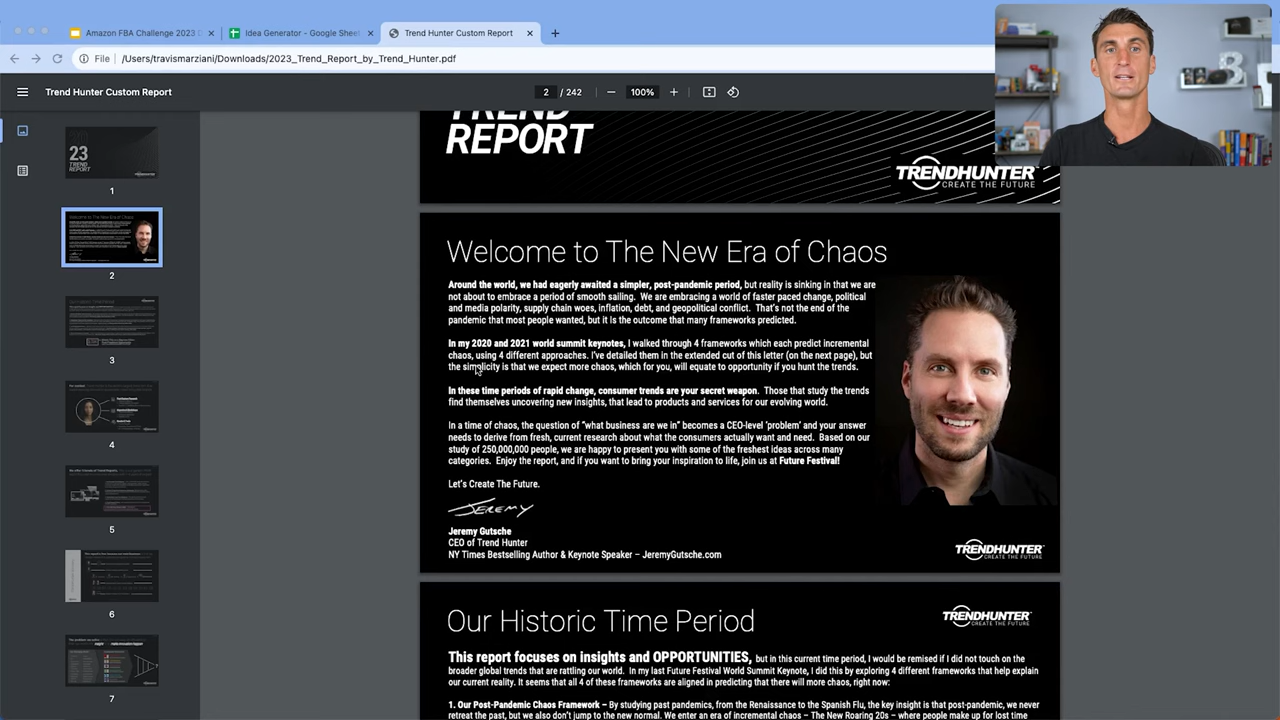 Amazon FBA Challenge 2023 D
Idea Generator - Google Sheet
Trend Hunter Custom Report
File /Users/travismarziani/Downloads/2023_Trend_Report_by_Trend_Hunter.pdf
Trend Hunter Custom Report
2 / 242
100%
23
TREND
REPORT
1
2
3
4
5
6
7
TREND
REPORT
TRENDHUNTER
CREATE THE FUTURE
Welcome to The New Era of Chaos
Around the world, we had eagerly awaited a simpler, post-pandemic period, but reality is sinking in that we are
not about to embrace a period of smooth sailing. We are embracing a world of faster paced change, political
and media polarity, supply chain woes, inflation, debt, and geopolitical conflict. That's not the end of the
pandemic that most people wanted, but it is the outcome that many frameworks predicted.
In my 2020 and 2021 world summit keynotes, I walked through 4 frameworks which each predict incremental
chaos, using 4 different approaches. I've detailed them in the extended cut of this letter (on the next page), but
the simplicity is that we expect more chaos, which for you, will equate to opportunity if you hunt the trends.
In these time periods of rapid change, consumer trends are your secret weapon. Those that study the trends
find themselves uncovering new insights, that lead to products and services for our evolving world.
In a time of chaos, the question of "what business are we in" becomes a CEO-level 'problem' and your answer
needs to derive from fresh, current research about what the consumers actually want and need. Based on our
study of 250,000,000 people, we are happy to present you with some of the freshest ideas across many
categories. Enjoy the report, and if you want to bring your inspiration to life, join us at Future Festival!
Let's Create The Future.
JEREMY
Jeremy Gutsche
CEO of Trend Hunter
NY Times Bestselling Author & Keynote Speaker – JeremyGutsche.com
TRENDHUNTER
CREATE THE FUTURE
Our Historic Time Period
TRENDHUNTER
CREATE THE FUTURE
This report focuses on insights and OPPORTUNITIES, but in this current time period, I would be remised if I did not touch on the
broader global trends that are rattling our world. In my last Future Festival World Summit Keynote, I did this by exploring 4 different frameworks that help explain
our current reality. It seems that all 4 of these frameworks are aligned in predicting that there will more chaos, right now:
1. Our Post-Pandemic Chaos Framework – By studying past pandemics, from the Renaissance to the Spanish Flu, the key insight is that post-pandemic, we never
retreat the past, but we also don't jump to the new normal. We enter an era of incremental chaos – The New Roaring 20s – where people make up for lost time